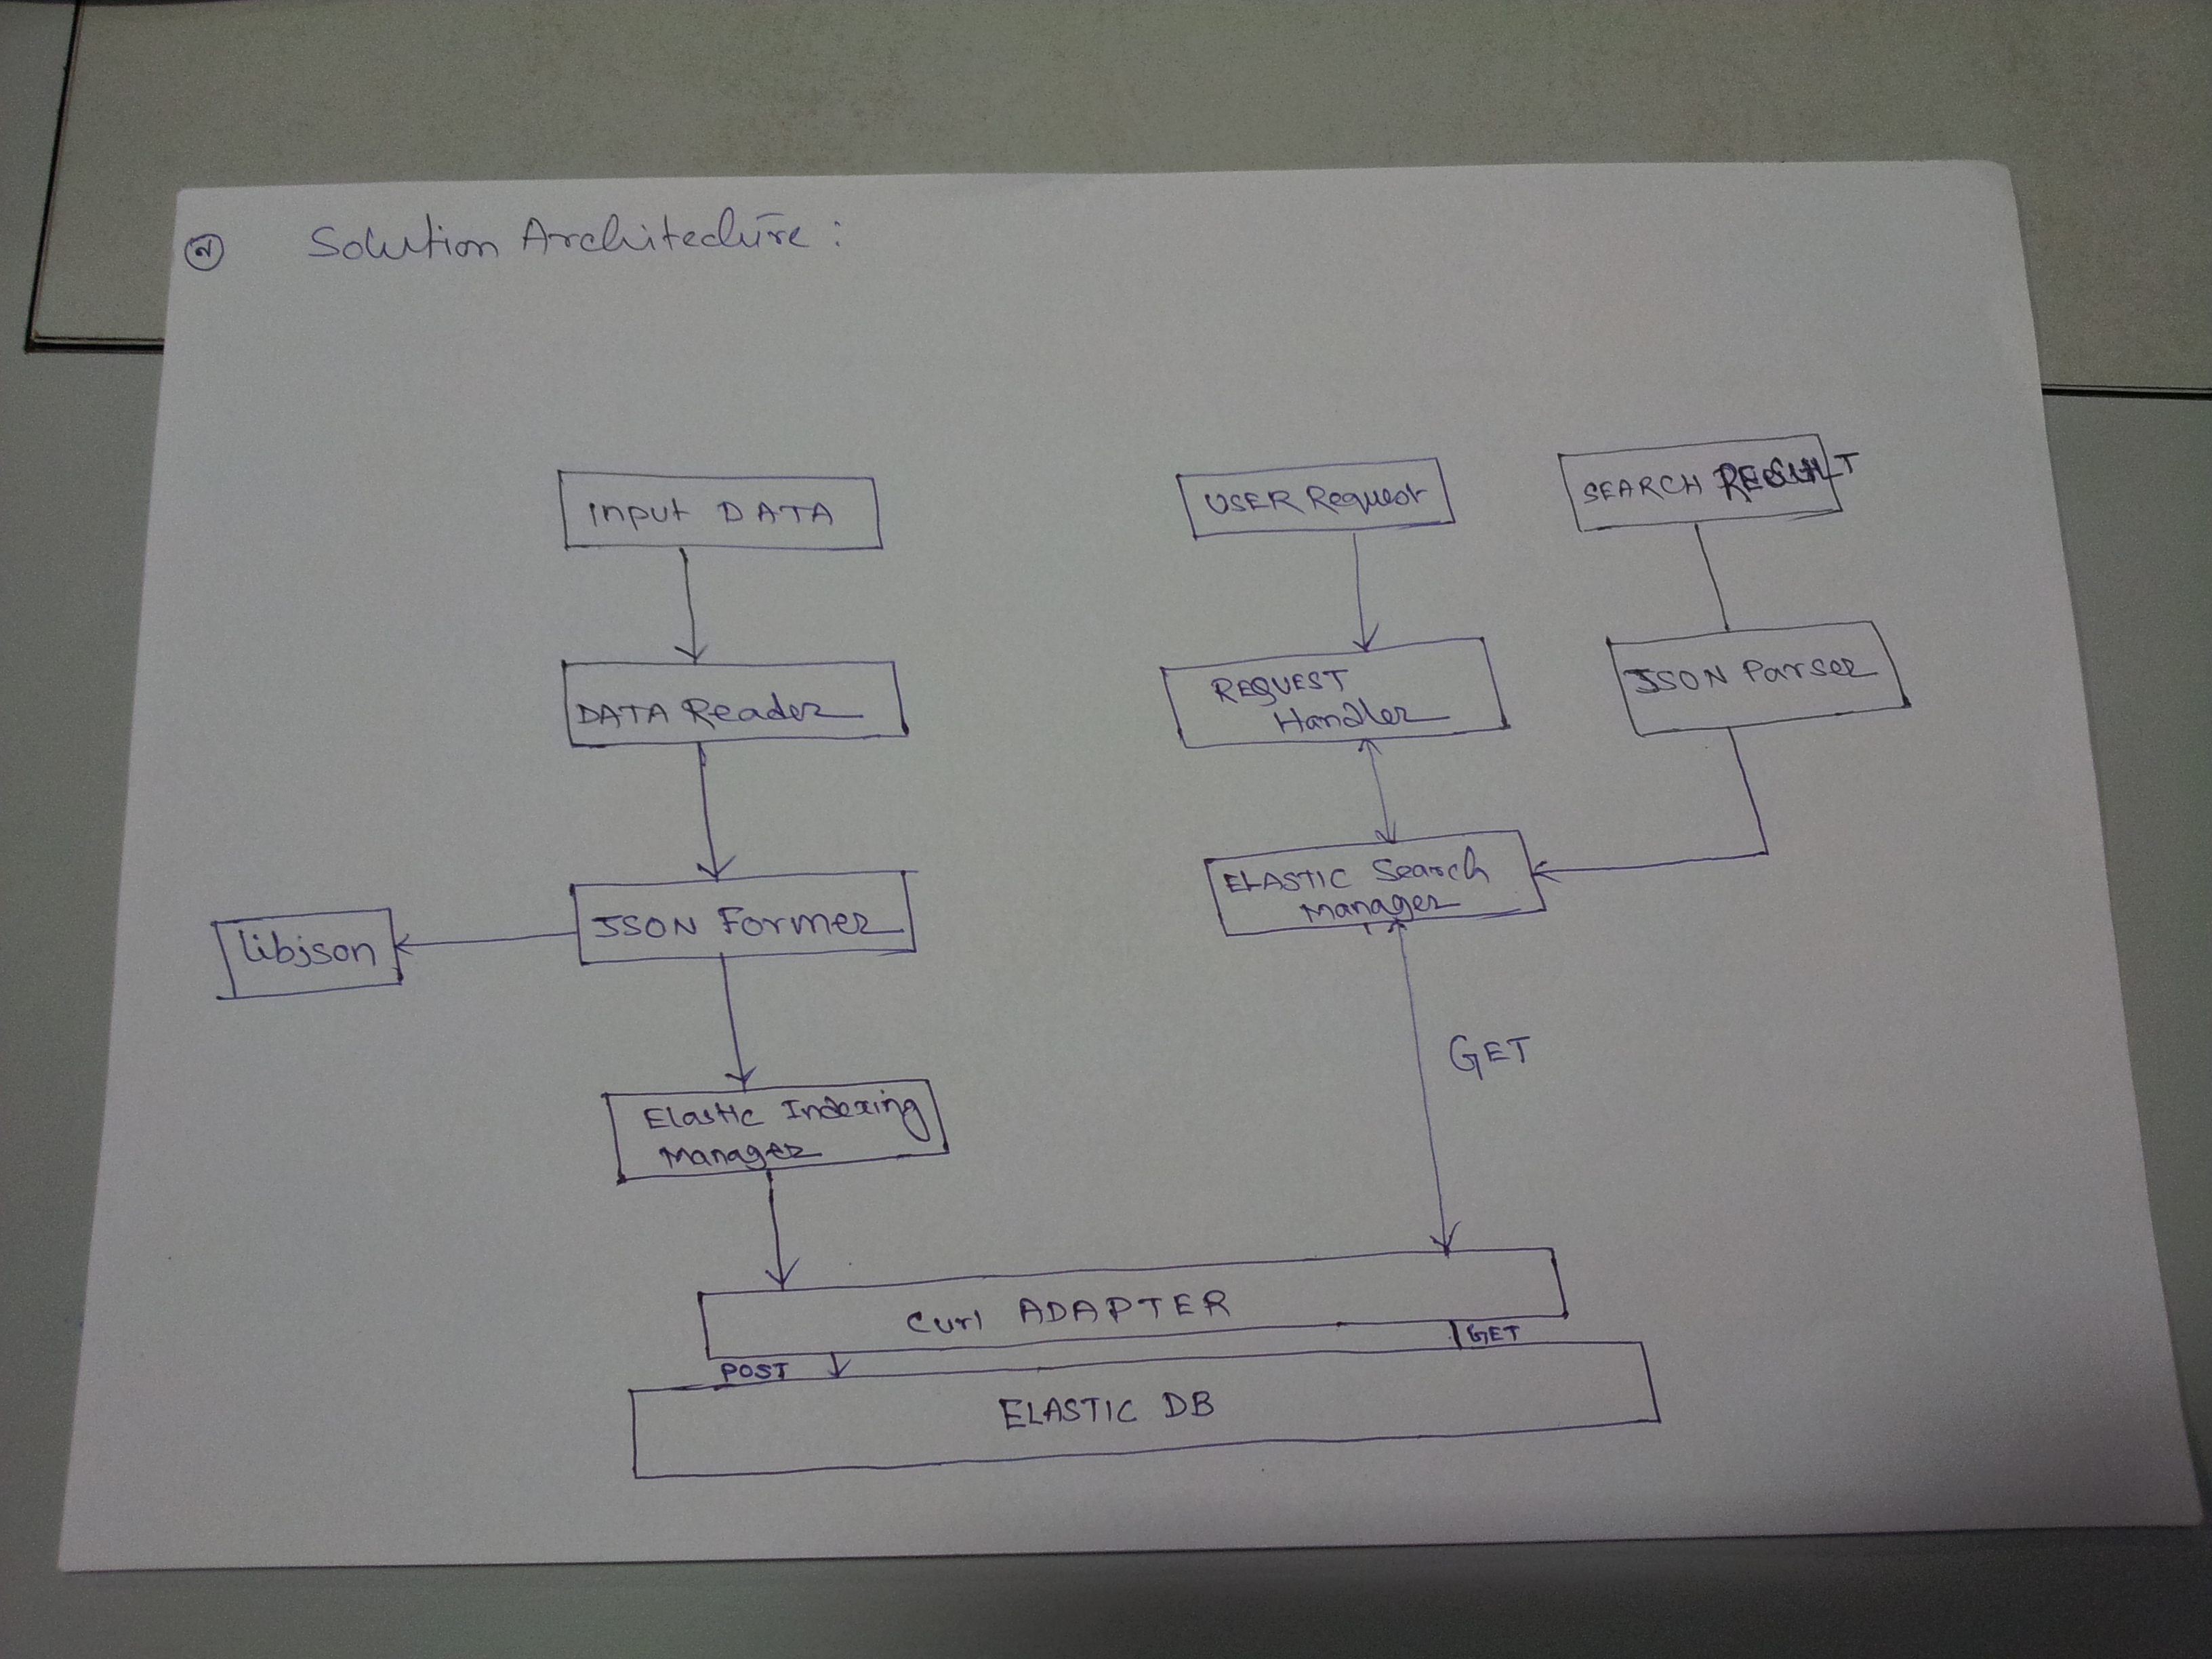 Solution Architechure :
Input DATA
USER Request
SEARCH RESULT
DATA Reader
REQUEST
Handler
JSON Parser
libjson
JSON Former
ELASTIC Search
Manager
GET
Elastic Indexing
Manager
Curl ADAPTER
POST
GET
ELASTIC DB